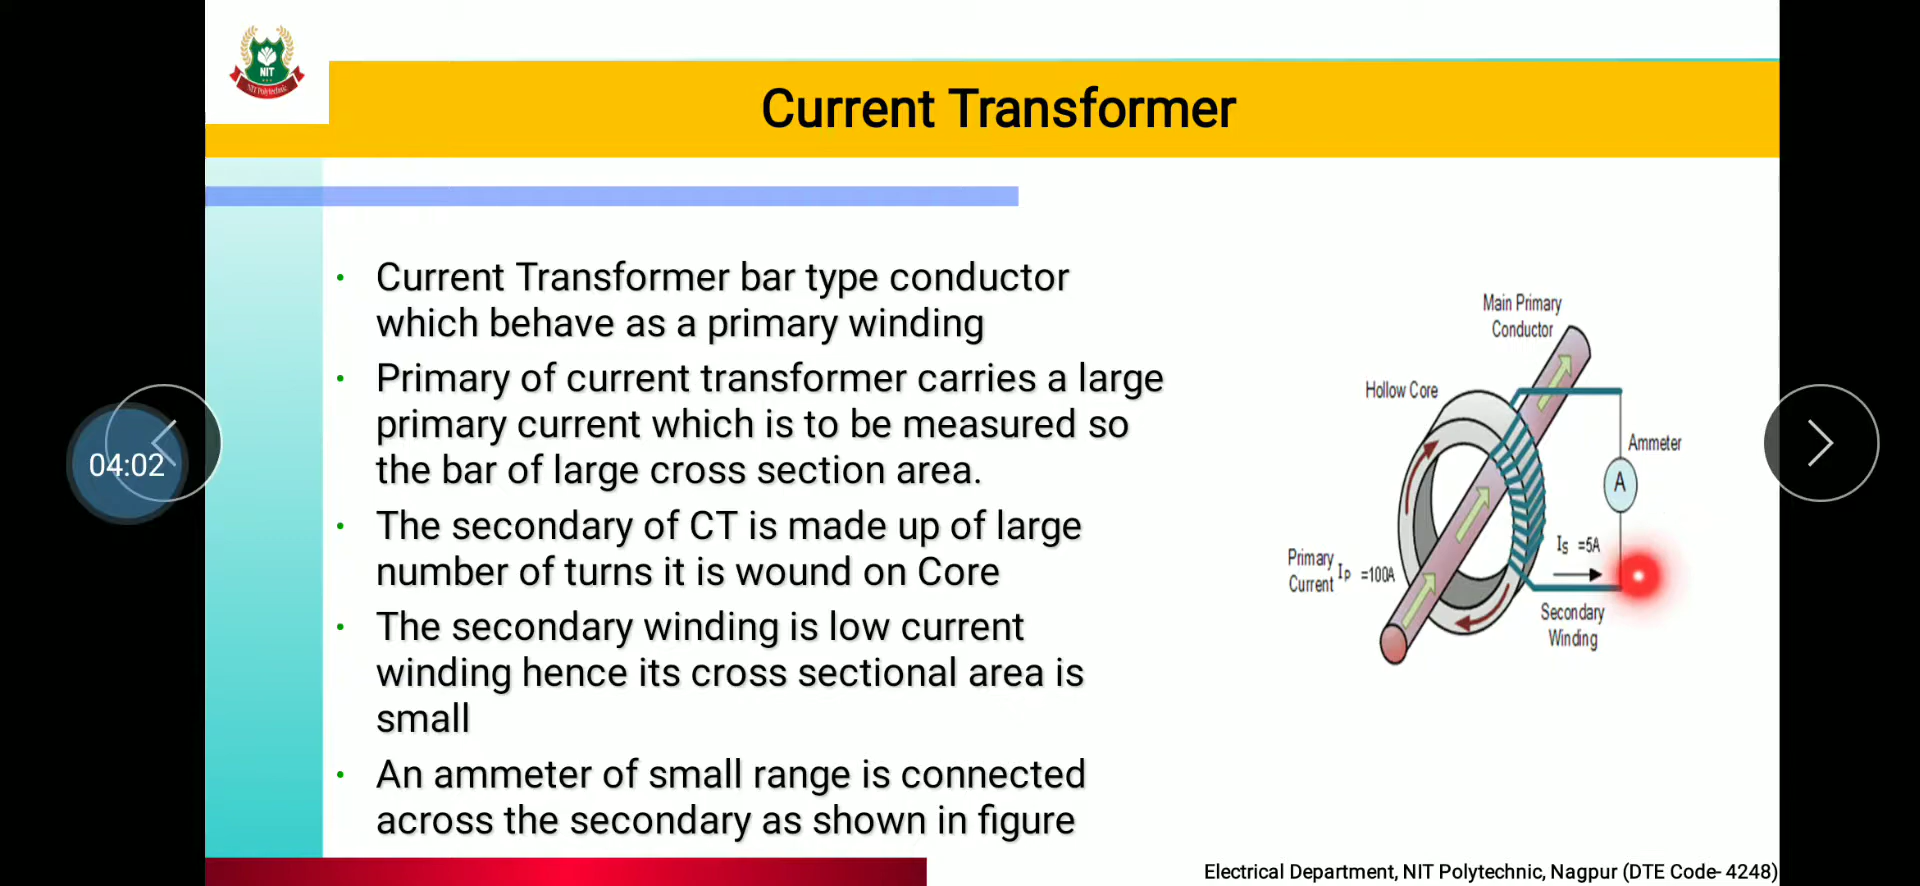 NIT
NIT Polytechnic
Current Transformer
• Current Transformer bar type conductor
which behave as a primary winding
• Primary of current transformer carries a large
primary current which is to be measured so
the bar of large cross section area.
• The secondary of CT is made up of large
number of turns it is wound on Core
• The secondary winding is low current
winding hence its cross sectional area is
small
• An ammeter of small range is connected
across the secondary as shown in figure
Main Primary
Conductor
Hollow Core
Ammeter
A
Primary
Current IP =100A
IS =5A
Secondary
Winding
04:02
Electrical Department, NIT Polytechnic, Nagpur (DTE Code- 4248)